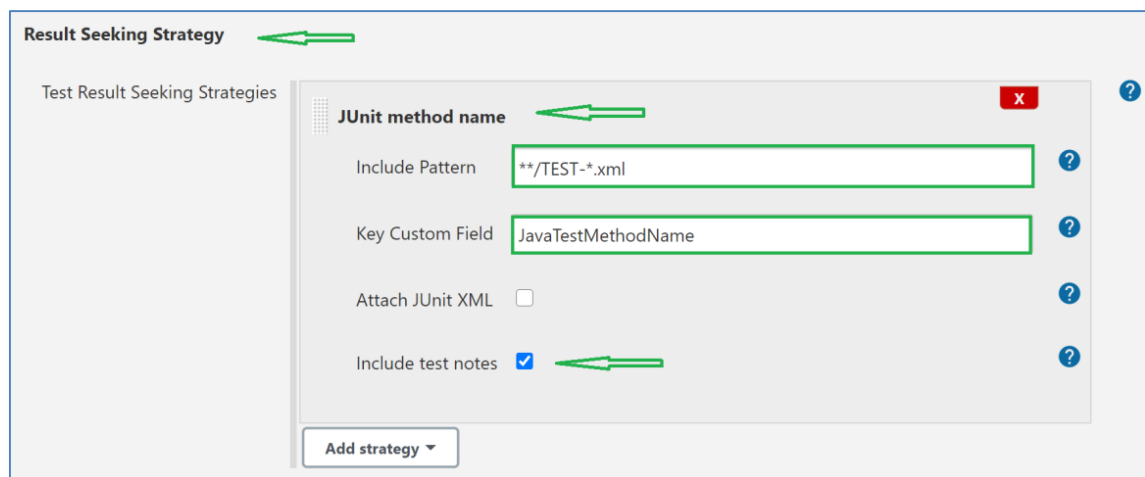 Result Seeking Strategy
Test Result Seeking Strategies
X
?
JUnit method name
Include Pattern **/TEST-*.xml ?
Key Custom Field JavaTestMethodName ?
Attach JUnit XML ?
Include test notes ?
Add strategy